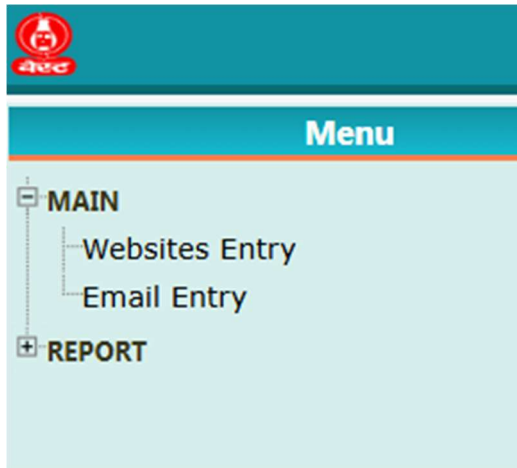 बेस्ट
Menu
MAIN
Websites Entry
Email Entry
REPORT